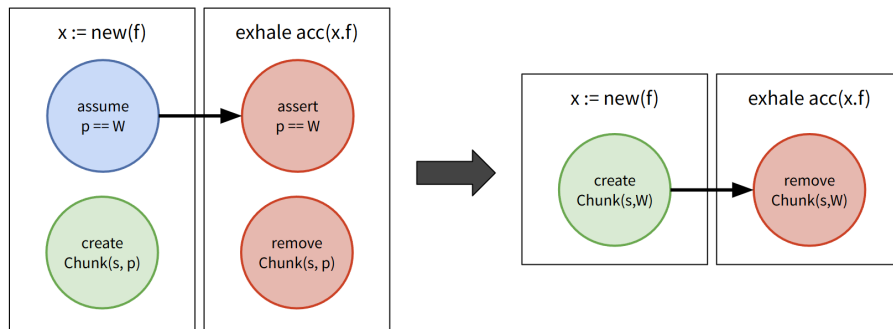 x := new(f)
exhale acc(x.f)
assume
p == W
assert
p == W
create
Chunk(s, p)
remove
Chunk(s, p)
x := new(f)
exhale acc(x.f)
create
Chunk(s,W)
remove
Chunk(s,W)